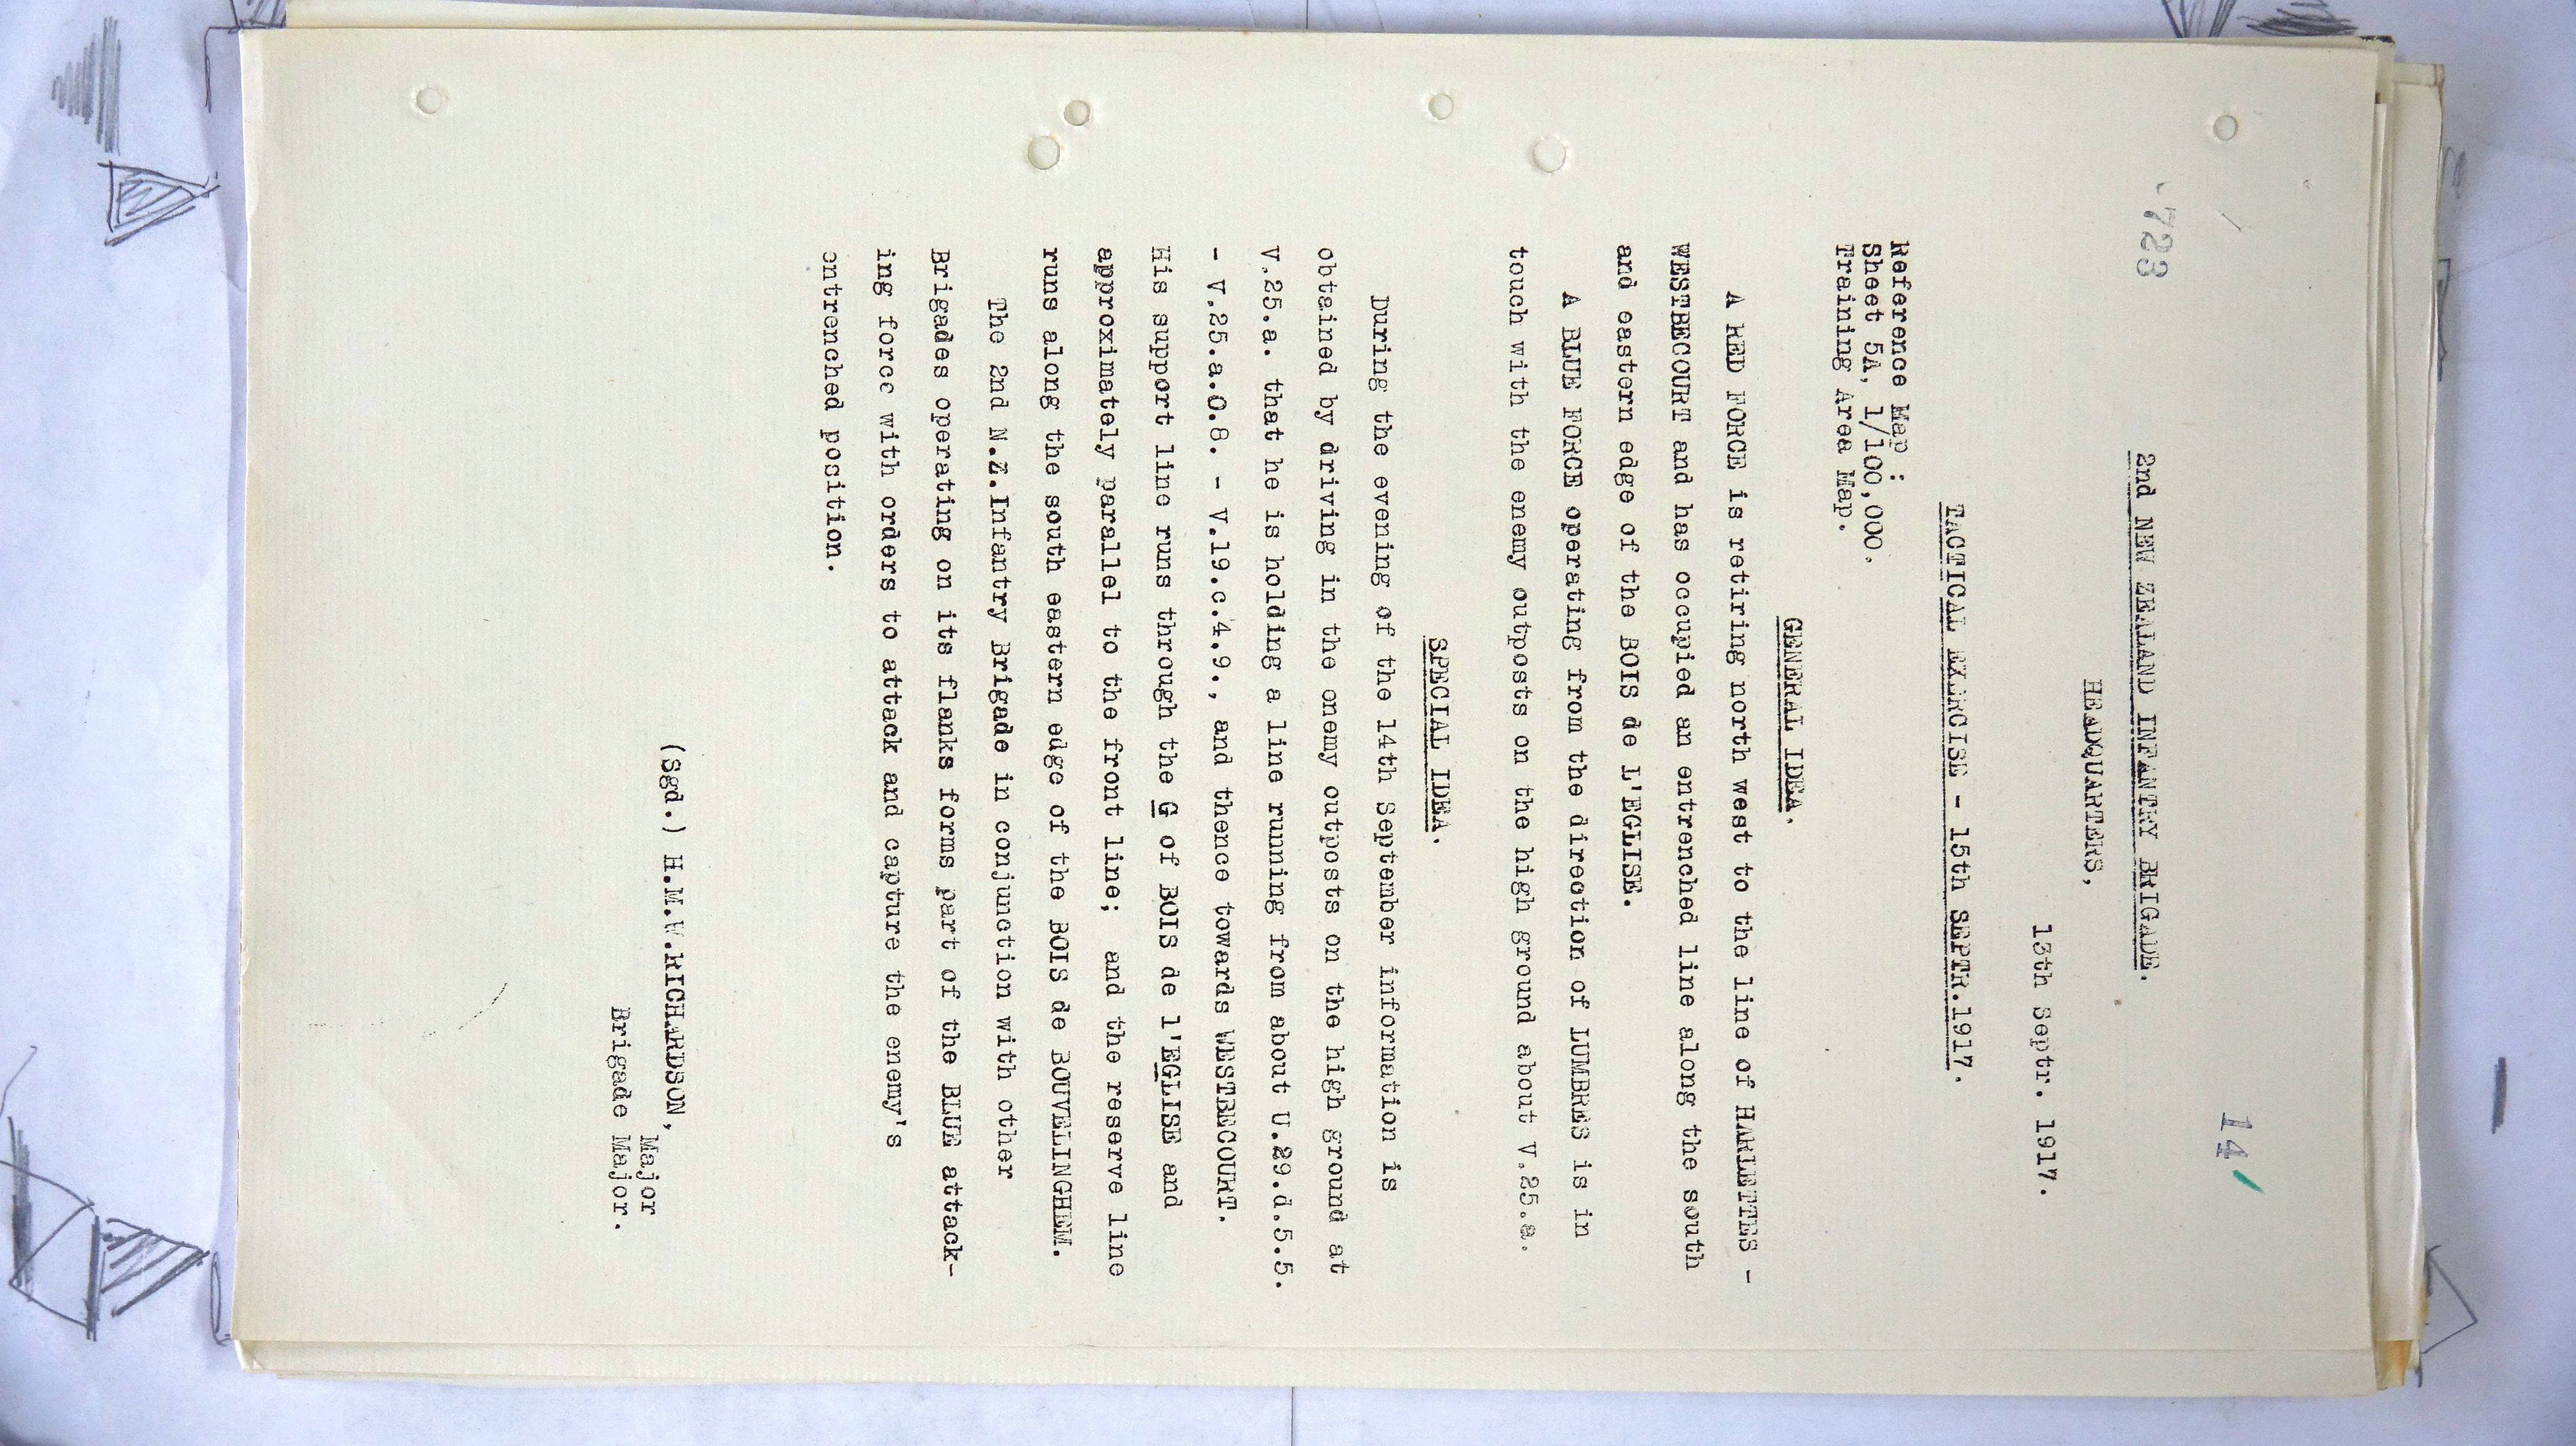 14
723
2nd NEW ZEALAND INFANTRY BRIGADE.
HEADQUARTERS,
13th Septr. 1917.
TACTICAL EXERCISE - 15th SEPTR.1917.
Reference Map :
Sheet 5A, 1/100,000.
Training Area Map.
GENERAL IDEA.
A RED FORCE is retiring north west to the line of HARLETTES -
WESTBECOURT and has occupied an entrenched line along the south
and eastern edge of the BOIS de L'EGLISE.
A BLUE FORCE operating from the direction of LUMBRES is in
touch with the enemy outposts on the high ground about V.25.a.
SPECIAL IDEA.
During the evening of the 14th September information is
obtained by driving in the enemy outposts on the high ground at
V.25.a. that he is holding a line running from about U.29.d.5.5.
- V.25.a.0.8. - V.19.c.4.9., and thence towards WESTBECOURT.
His support line runs through the G of BOIS de l'EGLISE and
approximately parallel to the front line; and the reserve line
runs along the south eastern edge of the BOIS de BOUVELINGHEM.
The 2nd N.Z.Infantry Brigade in conjunction with other
Brigades operating on its flanks forms part of the BLUE attack-
ing force with orders to attack and capture the enemy's
entrenched position.
(Sgd.) H.M.W.RICHARDSON,
Major
Brigade Major.